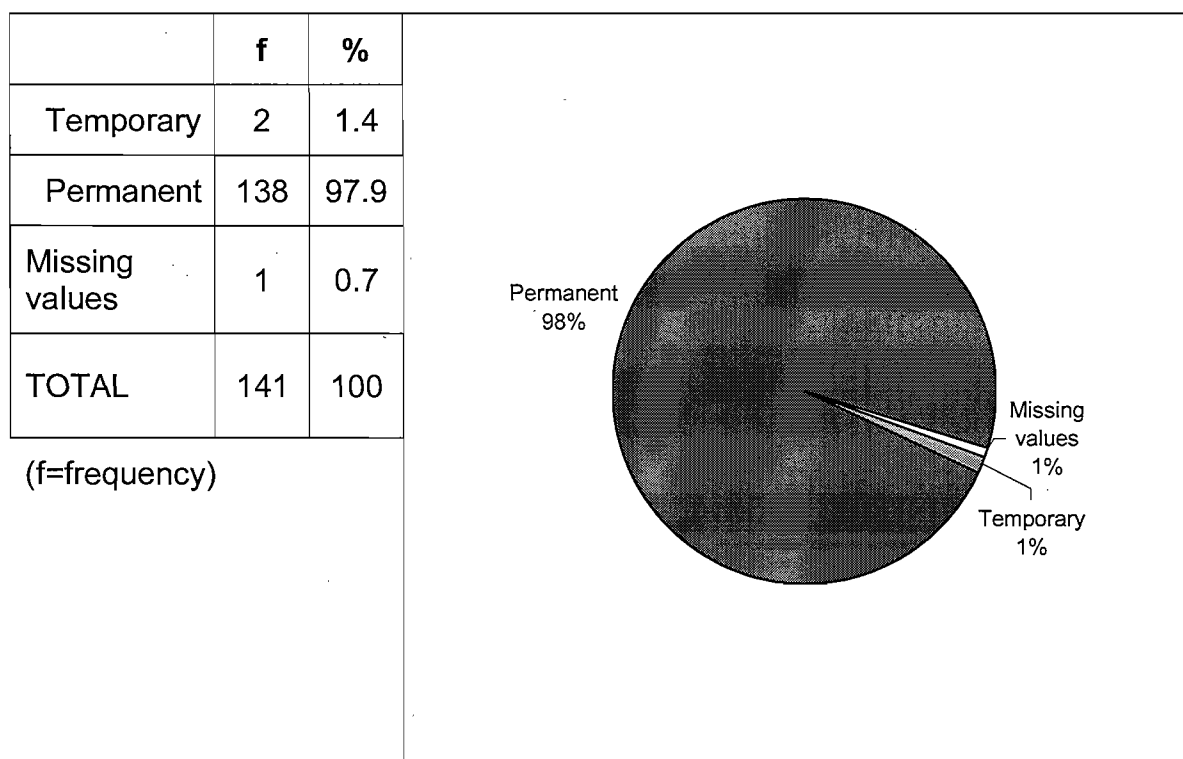 f %
Temporary 2 1.4
Permanent 138 97.9
Missing
values 1 0.7
TOTAL 141 100
(f=frequency)
Permanent
98%
Missing
values
1%
Temporary
1%